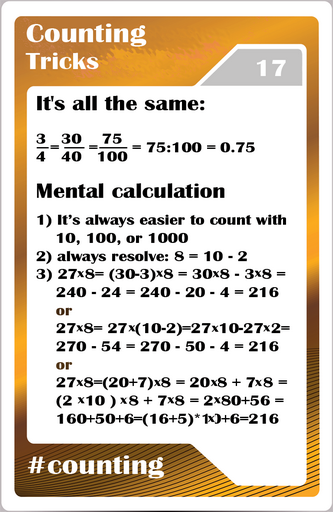 Counting
Tricks
17
It's all the same:
3/4 = 30/40 = 75/100 = 75:100 = 0.75
Mental calculation
1) It's always easier to count with
10, 100, or 1000
2) always resolve: 8 = 10 - 2
3) 27x8= (30-3)x8 = 30x8 - 3x8 =
240 - 24 = 240 - 20 - 4 = 216
or
27x8= 27x(10-2)=27x10-27x2=
270 - 54 = 270 - 50 - 4 = 216
or
27x8=(20+7)x8 = 20x8 + 7x8 =
(2 x10 ) x8 + 7x8 = 2x80+56 =
160+50+6=(16+5)*1x)+6=216
#counting